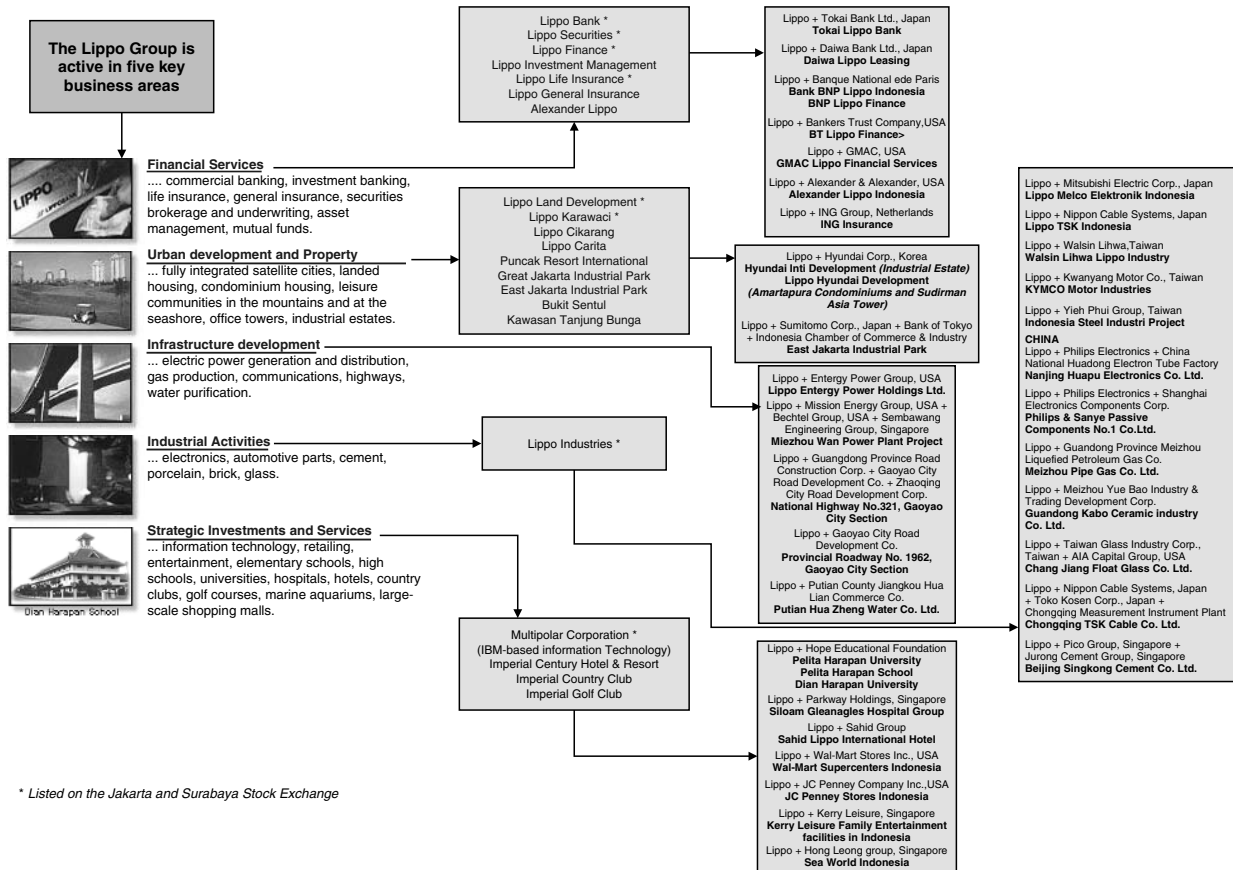 The Lippo Group is
active in five key
business areas
LIPPO
Financial Services
.... commercial banking, investment banking,
life insurance, general insurance, securities
brokerage and underwriting, asset
management, mutual funds.
Urban development and Property
... fully integrated satellite cities, landed
housing, condominium housing, leisure
communities in the mountains and at the
seashore, office towers, industrial estates.
Infrastructure development
... electric power generation and distribution,
gas production, communications, highways,
water purification.
Industrial Activities
... electronics, automotive parts, cement,
porcelain, brick, glass.
Strategic Investments and Services
... information technology, retailing,
entertainment, elementary schools, high
schools, universities, hospitals, hotels, country
clubs, golf courses, marine aquariums, large-
scale shopping malls.
Dian Harapan School
* Listed on the Jakarta and Surabaya Stock Exchange
Lippo Bank *
Lippo Securities *
Lippo Finance *
Lippo Investment Management
Lippo Life Insurance *
Lippo General Insurance
Alexander Lippo
Lippo Land Development *
Lippo Karawaci *
Lippo Cikarang
Lippo Carita
Puncak Resort International
Great Jakarta Industrial Park
East Jakarta Industrial Park
Bukit Sentul
Kawasan Tanjung Bunga
Lippo Industries *
Multipolar Corporation *
(IBM-based information Technology)
Imperial Century Hotel & Resort
Imperial Country Club
Imperial Golf Club
Lippo + Tokai Bank Ltd., Japan
Tokai Lippo Bank
Lippo + Daiwa Bank Ltd., Japan
Daiwa Lippo Leasing
Lippo + Banque National ede Paris
Bank BNP Lippo Indonesia
BNP Lippo Finance
Lippo + Bankers Trust Company,USA
BT Lippo Finance>
Lippo + GMAC, USA
GMAC Lippo Financial Services
Lippo + Alexander & Alexander, USA
Alexander Lippo Indonesia
Lippo + ING Group, Netherlands
ING Insurance
Lippo + Hyundai Corp., Korea
Hyundai Inti Development (Industrial Estate)
Lippo Hyundai Development
(Amartapura Condominiums and Sudirman
Asia Tower)
Lippo + Sumitomo Corp., Japan + Bank of Tokyo
+ Indonesia Chamber of Commerce & Industry
East Jakarta Industrial Park
Lippo + Entergy Power Group, USA
Lippo Entergy Power Holdings Ltd.
Lippo + Mission Energy Group, USA +
Bechtel Group, USA + Sembawang
Engineering Group, Singapore
Miezhou Wan Power Plant Project
Lippo + Guangdong Province Road
Construction Corp. + Gaoyao City
Road Development Co. + Zhaoqing
City Road Development Corp.
National Highway No.321, Gaoyao
City Section
Lippo + Gaoyao City Road
Development Co.
Provincial Roadway No. 1962,
Gaoyao City Section
Lippo + Putian County Jiangkou Hua
Lian Commerce Co.
Putian Hua Zheng Water Co. Ltd.
Lippo + Hope Educational Foundation
Pelita Harapan University
Pelita Harapan School
Dian Harapan University
Lippo + Parkway Holdings, Singapore
Siloam Gleanagles Hospital Group
Lippo + Sahid Group
Sahid Lippo International Hotel
Lippo + Wal-Mart Stores Inc., USA
Wal-Mart Supercenters Indonesia
Lippo + JC Penney Company Inc.,USA
JC Penney Stores Indonesia
Lippo + Kerry Leisure, Singapore
Kerry Leisure Family Entertainment
facilities in Indonesia
Lippo + Hong Leong group, Singapore
Sea World Indonesia
Lippo + Mitsubishi Electric Corp., Japan
Lippo Melco Elektronik Indonesia
Lippo + Nippon Cable Systems, Japan
Lippo TSK Indonesia
Lippo + Walsin Lihwa,Taiwan
Walsin Lihwa Lippo Industry
Lippo + Kwanyang Motor Co., Taiwan
KYMCO Motor Industries
Lippo + Yieh Phui Group, Taiwan
Indonesia Steel Industri Project
CHINA
Lippo + Philips Electronics + China
National Huadong Electron Tube Factory
Nanjing Huapu Electronics Co. Ltd.
Lippo + Philips Electronics + Shanghai
Electronics Components Corp.
Philips & Sanye Passive
Components No.1 Co.Ltd.
Lippo + Guandong Province Meizhou
Liquefied Petroleum Gas Co.
Meizhou Pipe Gas Co. Ltd.
Lippo + Meizhou Yue Bao Industry &
Trading Development Corp.
Guandong Kabo Ceramic industry
Co. Ltd.
Lippo + Taiwan Glass Industry Corp.,
Taiwan + AIA Capital Group, USA
Chang Jiang Float Glass Co. Ltd.
Lippo + Nippon Cable Systems, Japan
+ Toko Kosen Corp., Japan +
Chongqing Measurement Instrument Plant
Chongqing TSK Cable Co. Ltd.
Lippo + Pico Group, Singapore +
Jurong Cement Group, Singapore
Beijing Singkong Cement Co. Ltd.